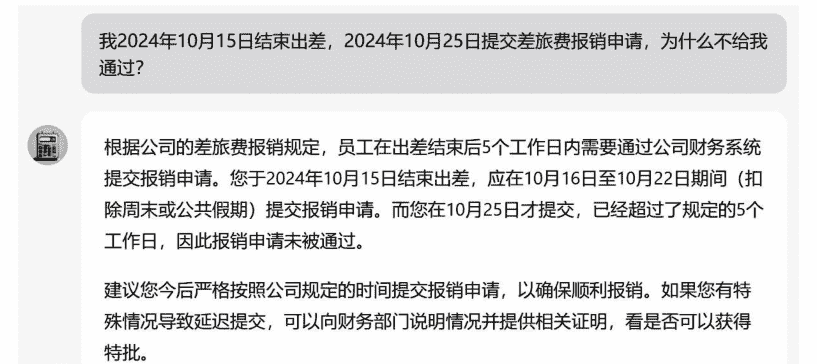 我2024年10月15日结束出差，2024年10月25日提交差旅费报销申请，为什么不给我
通过？
根据公司的差旅费报销规定，员工在出差结束后5个工作日内需要通过公司财务系统
提交报销申请。您于2024年10月15日结束出差，应在10月16日至10月22日期间（扣
除周末或公共假期）提交报销申请。而您在10月25日才提交，已经超过了规定的5个
工作日，因此报销申请未被通过。
建议您今后严格按照公司规定的时间提交报销申请，以确保顺利报销。如果您有特
殊情况导致延迟提交，可以向财务部门说明情况并提供相关证明，看是否可以获得
特批。